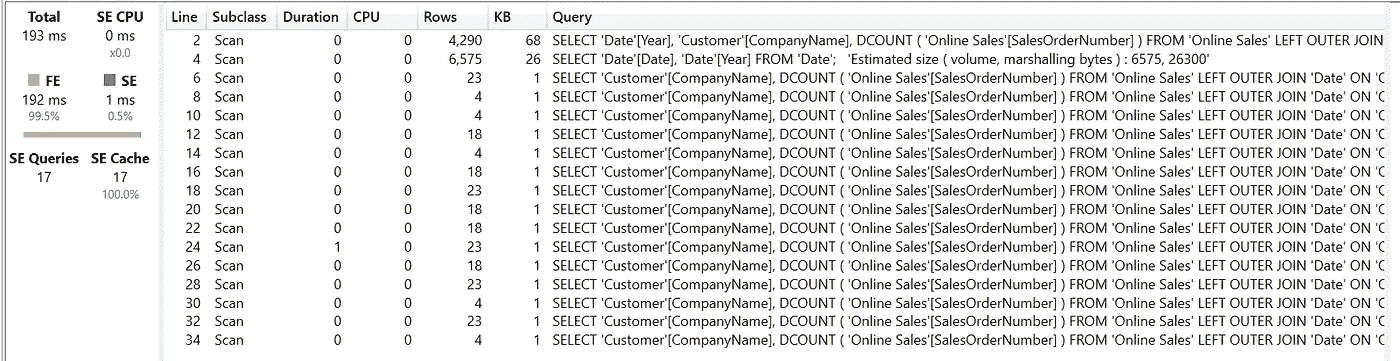 Total SE CPU
193 ms 0 ms
x0.0
FE SE
192 ms 1 ms
99.5% 0.5%
SE Queries SE Cache
17 17
100.0%
Line Subclass Duration CPU Rows KB Query
2 Scan 0 0 4,290 68 SELECT 'Date'[Year], 'Customer'[CompanyName], DCOUNT ( 'Online Sales'[SalesOrderNumber] ) FROM 'Online Sales' LEFT OUTER JOIN
4 Scan 0 0 6,575 26 SELECT 'Date'[Date], 'Date'[Year] FROM 'Date'; 'Estimated size ( volume, marshalling bytes ) : 6575, 26300'
6 Scan 0 0 23 1 SELECT 'Customer'[CompanyName], DCOUNT ( 'Online Sales'[SalesOrderNumber] ) FROM 'Online Sales' LEFT OUTER JOIN 'Date' ON 'C
8 Scan 0 0 4 1 SELECT 'Customer'[CompanyName], DCOUNT ( 'Online Sales'[SalesOrderNumber] ) FROM 'Online Sales' LEFT OUTER JOIN 'Date' ON 'C
10 Scan 0 0 4 1 SELECT 'Customer'[CompanyName], DCOUNT ( 'Online Sales'[SalesOrderNumber] ) FROM 'Online Sales' LEFT OUTER JOIN 'Date' ON 'C
12 Scan 0 0 18 1 SELECT 'Customer'[CompanyName], DCOUNT ( 'Online Sales'[SalesOrderNumber] ) FROM 'Online Sales' LEFT OUTER JOIN 'Date' ON 'C
14 Scan 0 0 4 1 SELECT 'Customer'[CompanyName], DCOUNT ( 'Online Sales'[SalesOrderNumber] ) FROM 'Online Sales' LEFT OUTER JOIN 'Date' ON 'C
16 Scan 0 0 18 1 SELECT 'Customer'[CompanyName], DCOUNT ( 'Online Sales'[SalesOrderNumber] ) FROM 'Online Sales' LEFT OUTER JOIN 'Date' ON 'C
18 Scan 0 0 23 1 SELECT 'Customer'[CompanyName], DCOUNT ( 'Online Sales'[SalesOrderNumber] ) FROM 'Online Sales' LEFT OUTER JOIN 'Date' ON 'C
20 Scan 0 0 18 1 SELECT 'Customer'[CompanyName], DCOUNT ( 'Online Sales'[SalesOrderNumber] ) FROM 'Online Sales' LEFT OUTER JOIN 'Date' ON 'C
22 Scan 0 0 18 1 SELECT 'Customer'[CompanyName], DCOUNT ( 'Online Sales'[SalesOrderNumber] ) FROM 'Online Sales' LEFT OUTER JOIN 'Date' ON 'C
24 Scan 1 0 23 1 SELECT 'Customer'[CompanyName], DCOUNT ( 'Online Sales'[SalesOrderNumber] ) FROM 'Online Sales' LEFT OUTER JOIN 'Date' ON 'C
26 Scan 0 0 18 1 SELECT 'Customer'[CompanyName], DCOUNT ( 'Online Sales'[SalesOrderNumber] ) FROM 'Online Sales' LEFT OUTER JOIN 'Date' ON 'C
28 Scan 0 0 23 1 SELECT 'Customer'[CompanyName], DCOUNT ( 'Online Sales'[SalesOrderNumber] ) FROM 'Online Sales' LEFT OUTER JOIN 'Date' ON 'C
30 Scan 0 0 4 1 SELECT 'Customer'[CompanyName], DCOUNT ( 'Online Sales'[SalesOrderNumber] ) FROM 'Online Sales' LEFT OUTER JOIN 'Date' ON 'C
32 Scan 0 0 23 1 SELECT 'Customer'[CompanyName], DCOUNT ( 'Online Sales'[SalesOrderNumber] ) FROM 'Online Sales' LEFT OUTER JOIN 'Date' ON 'C
34 Scan 0 0 4 1 SELECT 'Customer'[CompanyName], DCOUNT ( 'Online Sales'[SalesOrderNumber] ) FROM 'Online Sales' LEFT OUTER JOIN 'Date' ON 'C